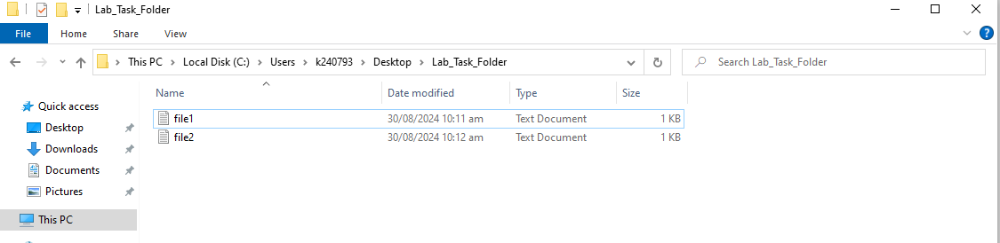 Lab_Task_Folder
File Home Share View
This PC Local Disk (C:) Users k240793 Desktop Lab_Task_Folder Search Lab_Task_Folder
Name Date modified Type Size
Quick access
Desktop
Downloads
Documents
Pictures
This PC
file1 30/08/2024 10:11 am Text Document 1 KB
file2 30/08/2024 10:12 am Text Document 1 KB